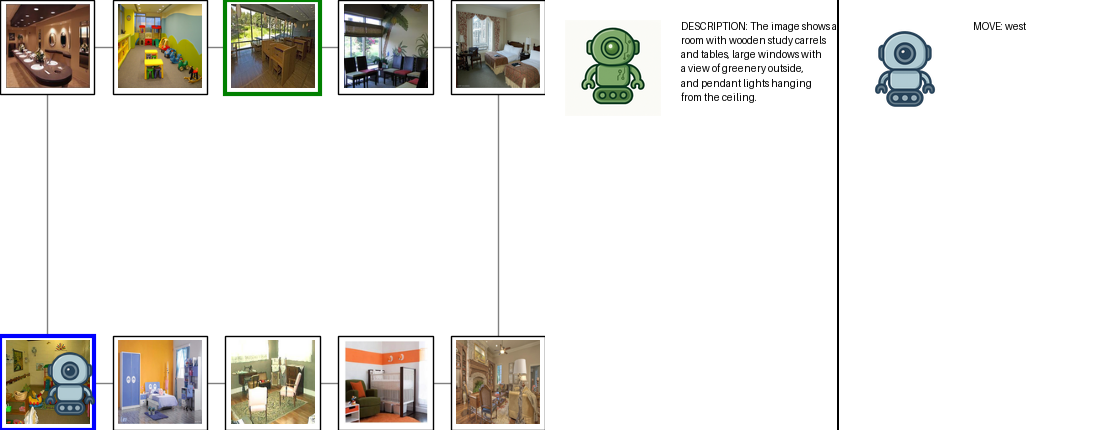 DESCRIPTION: The image shows a
room with wooden study carrels
and tables, large windows with
a view of greenery outside,
and pendant lights hanging
from the ceiling.
MOVE: west